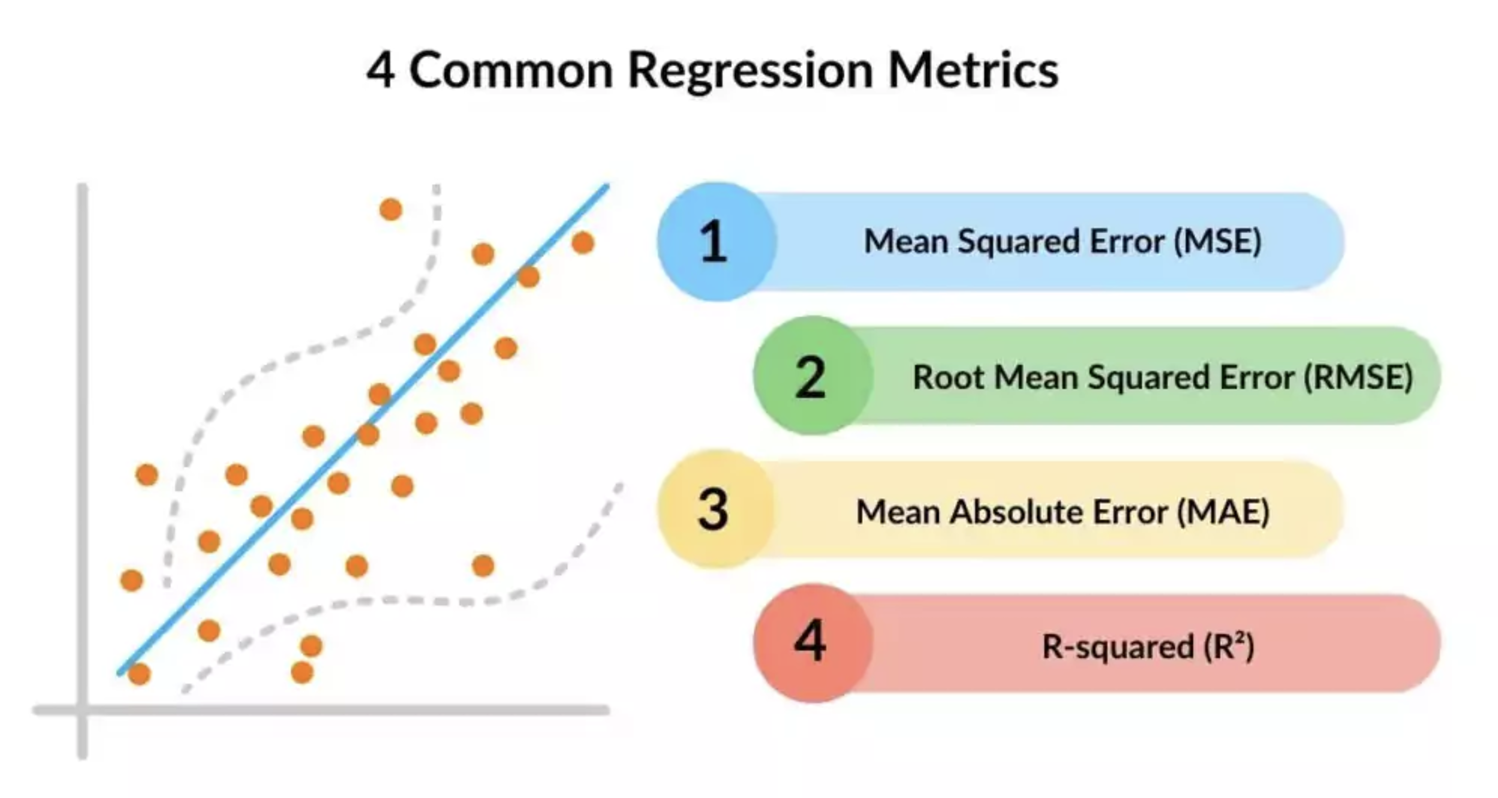 4 Common Regression Metrics
1
Mean Squared Error (MSE)
2
Root Mean Squared Error (RMSE)
3
Mean Absolute Error (MAE)
4
R-squared (R²)